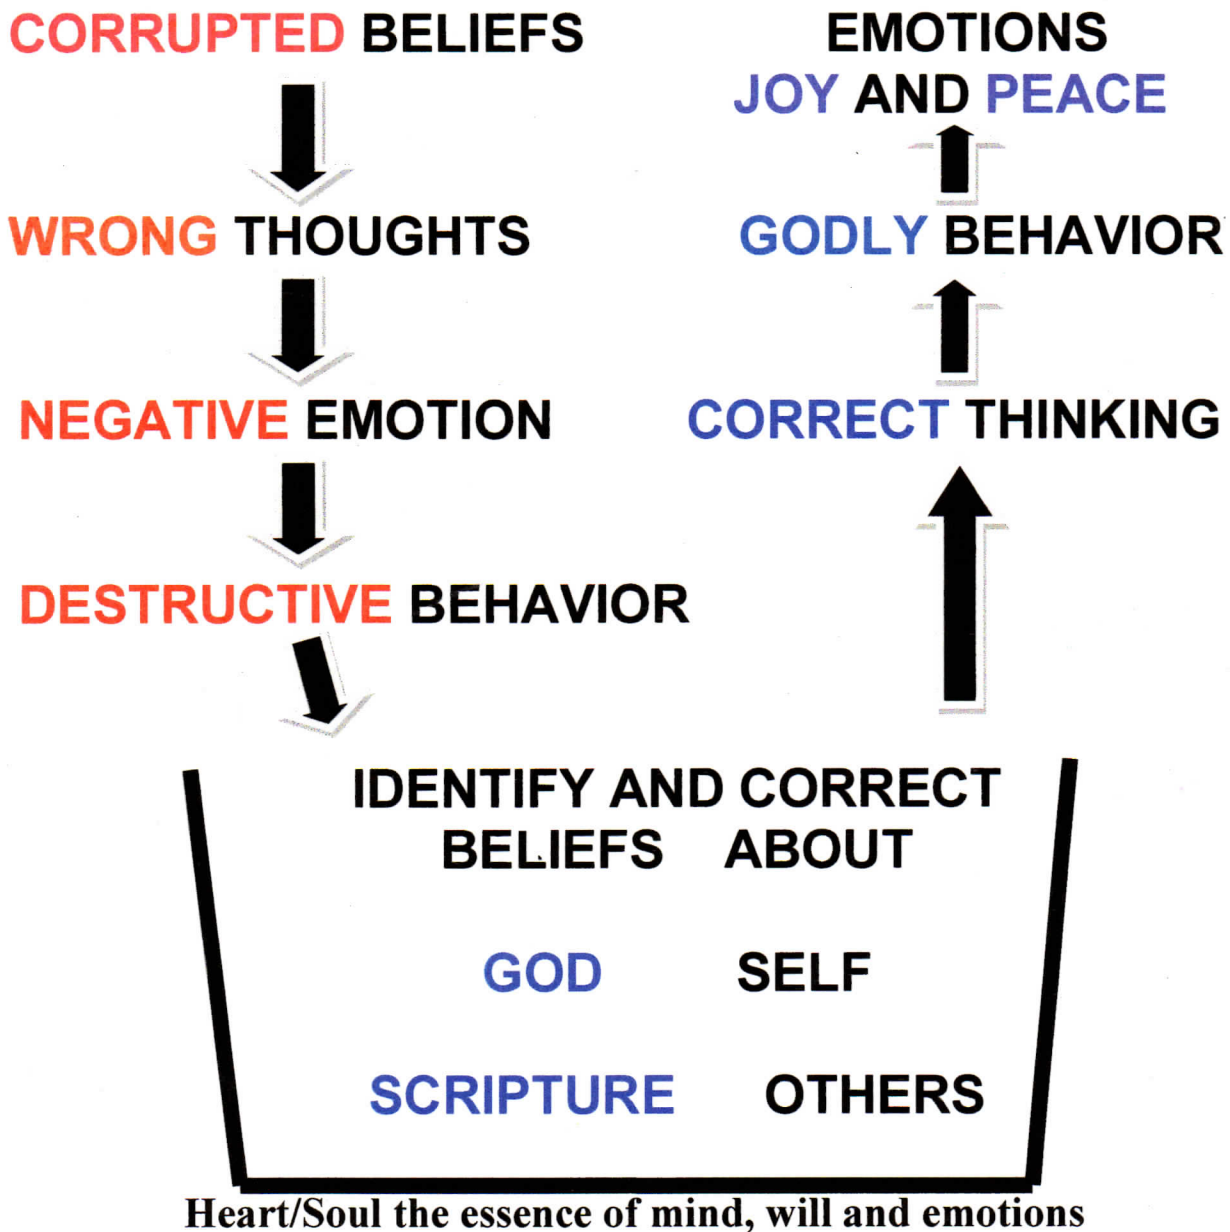 CORRUPTED BELIEFS
WRONG THOUGHTS
NEGATIVE EMOTION
DESTRUCTIVE BEHAVIOR
IDENTIFY AND CORRECT
BELIEFS ABOUT
GOD SELF
SCRIPTURE OTHERS
Heart/Soul the essence of mind, will and emotions
CORRECT THINKING
GODLY BEHAVIOR
EMOTIONS
JOY AND PEACE